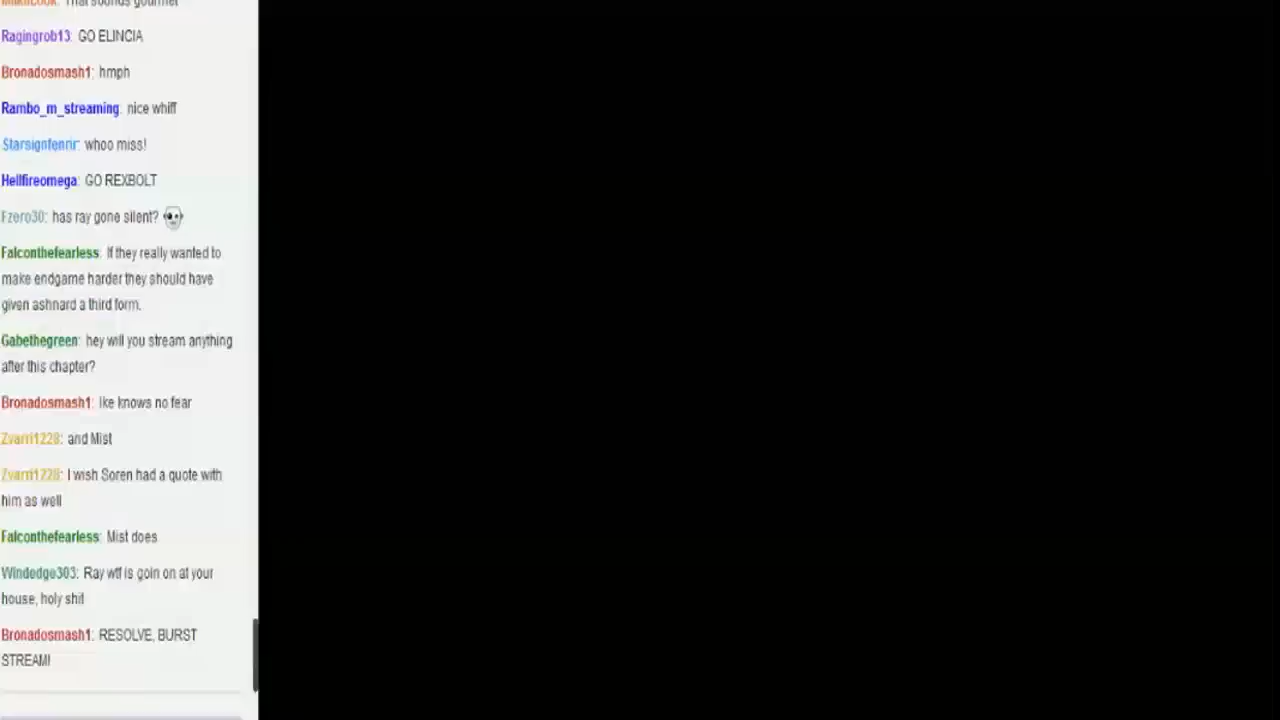 MilkiLook: That sounds gourmet
Ragingrob13: GO ELINCIA
Bronadosmash1: hmph
Rambo_m_streaming: nice whiff
Starsignfenrir: whoo miss!
Hellfireomega: GO REXBOLT
Fzero30: has ray gone silent?
Falconthefearless: If they really wanted to
make endgame harder they should have
given ashnard a third form.
Gabethegreen: hey will you stream anything
after this chapter?
Bronadosmash1: Ike knows no fear
Zvarri1228: and Mist
Zvarri1228: I wish Soren had a quote with
him as well
Falconthefearless: Mist does
Windedge303: Ray wtf is goin on at your
house, holy shit
Bronadosmash1: RESOLVE, BURST
STREAM!